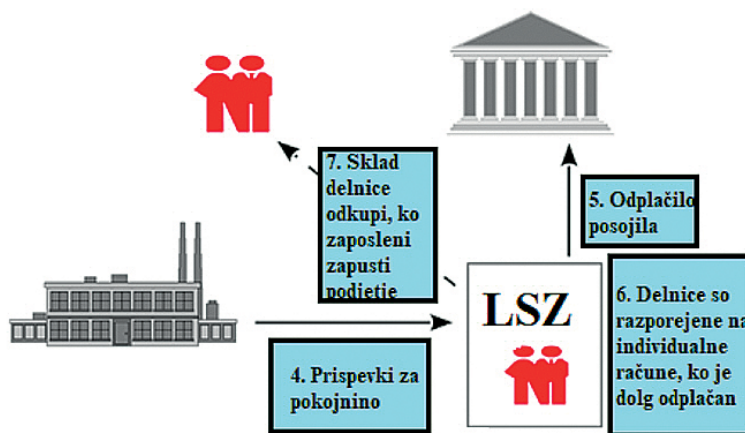 7. Sklad
delnice
odkupi, ko
zaposleni
zapusti
podjetje
5. Odplačilo
posojila
LSZ
6. Delnice so
razporejene na
individualne
račune, ko je
dolg odplačan
4. Prispevki za
pokojnino